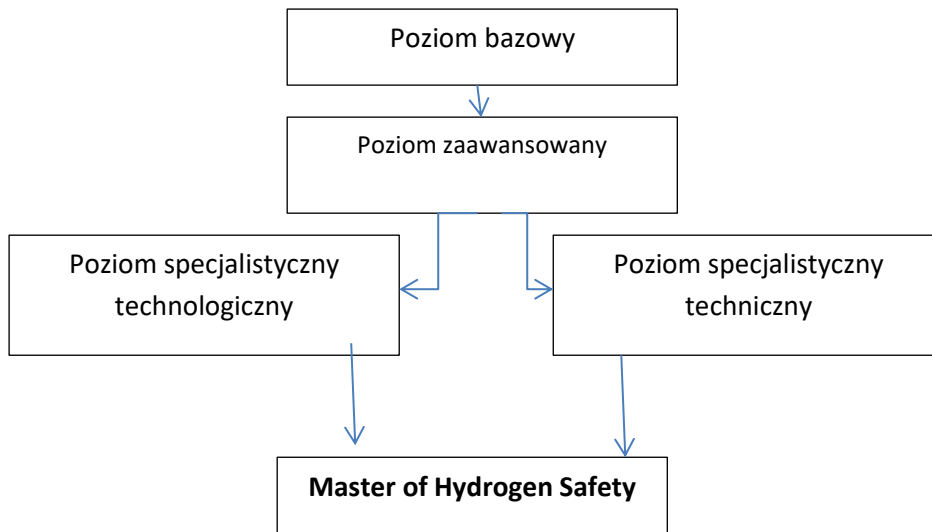 Poziom bazowy
Poziom zaawansowany
Poziom specjalistyczny
technologiczny
Poziom specjalistyczny
techniczny
Master of Hydrogen Safety